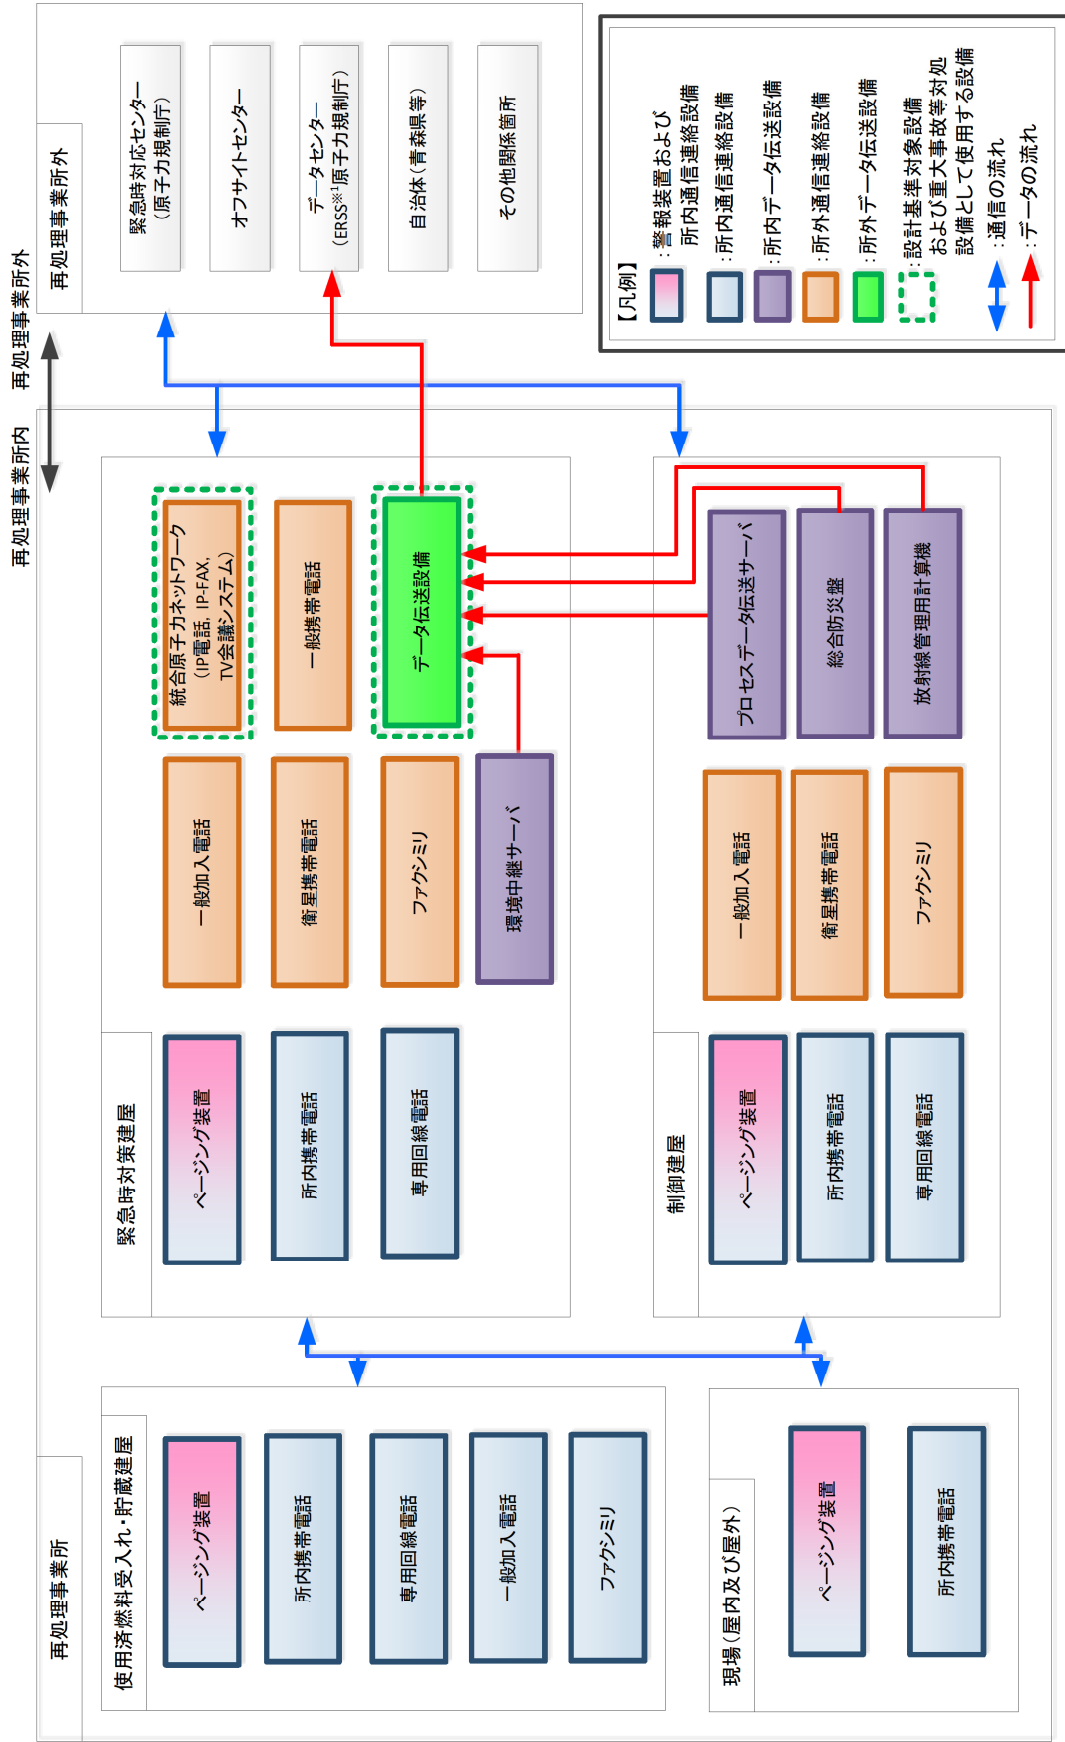 再処理事業所内
再処理事業所外
再処理事業所
使用済燃料受入れ・貯蔵建屋
ページング装置
所内携帯電話
専用回線電話
一般加入電話
ファクシミリ
現場(屋内及び屋外)
ページング装置
所内携帯電話
緊急時対策建屋
ページング装置
所内携帯電話
専用回線電話
一般加入電話
衛星携帯電話
ファクシミリ
環境中継サーバ
統合原子力ネットワーク
(IP電話, IP-FAX,
TV会議システム)
一般携帯電話
データ伝送設備
制御建屋
ページング装置
所内携帯電話
専用回線電話
一般加入電話
衛星携帯電話
ファクシミリ
プロセスデータ伝送サーバ
総合防災盤
放射線管理用計算機
再処理事業所外
緊急時対応センター
(原子力規制庁)
オフサイトセンター
データセンター
(ERSS※1原子力規制庁)
自治体(青森県等)
その他関係箇所
【凡例】
:警報装置および
所内通信連絡設備
:所内通信連絡設備
:所内データ伝送設備
:所外通信連絡設備
:所外データ伝送設備
:設計基準対象設備
および重大事故等対処
設備として使用する設備
:通信の流れ
:データの流れ